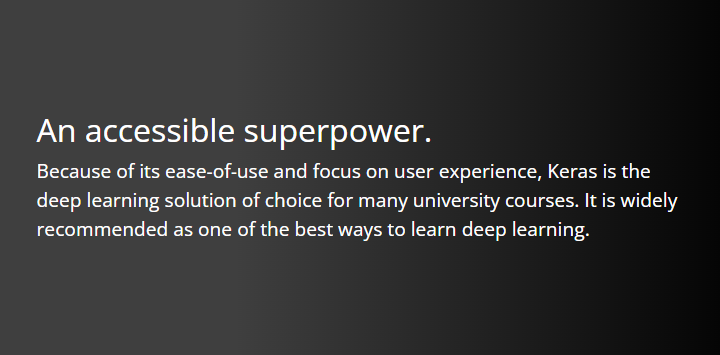 An accessible superpower.
Because of its ease-of-use and focus on user experience, Keras is the
deep learning solution of choice for many university courses. It is widely
recommended as one of the best ways to learn deep learning.